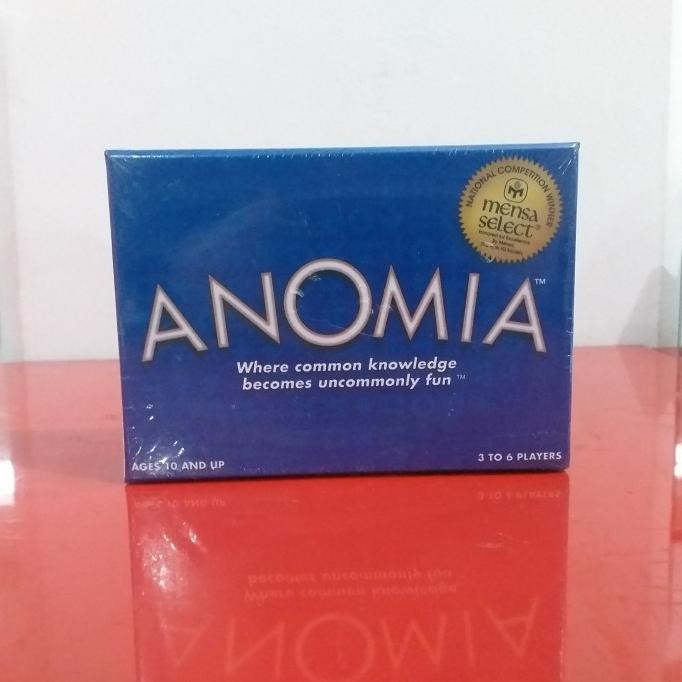 NATIONAL COMPETITION WINNER
mensa
SELECT®
ANOMIA™
Where common knowledge
becomes uncommonly fun™
AGES 10 AND UP
3 TO 6 PLAYERS